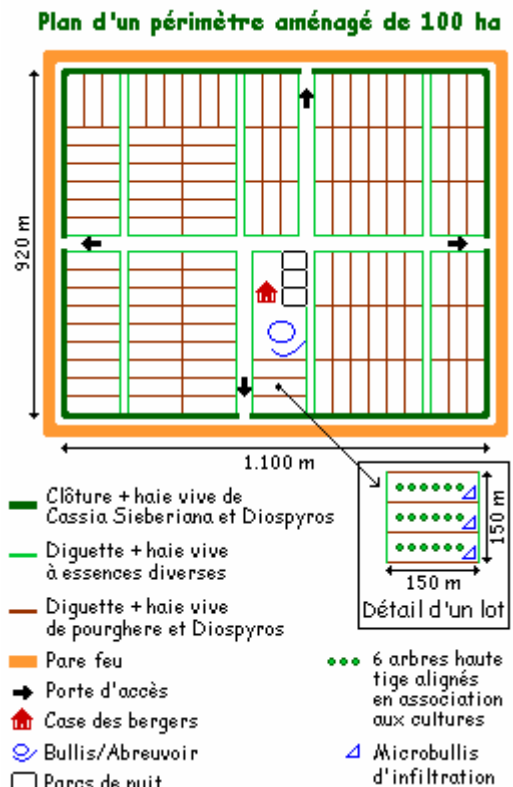 Plan d'un périmètre aménagé de 100 ha
920 m
1.100 m
150 m
150 m
Détail d'un lot
Clôture + haie vive de
Cassia Sieberiana et Diospyros
Diguette + haie vive
à essences diverses
Diguette + haie vive
de pourghere et Diospyros
Pare feu
Porte d'accès
Case des bergers
Bullis/Abreuvoir
Parcs de nuit
6 arbres haute
tige alignés
en association
aux cultures
Microbullis
d'infiltration